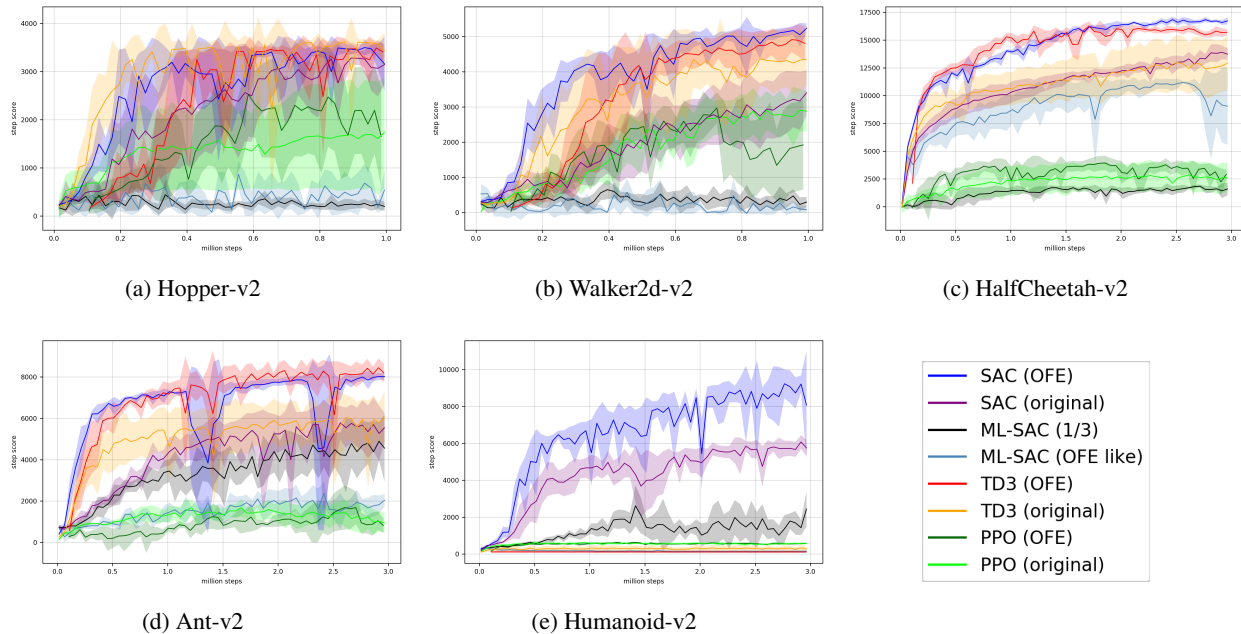 4000
3000
2000
1000
0
step score
0.0 0.2 0.4 0.6 0.8 1.0
million steps
(a) Hopper-v2
5000
4000
3000
2000
1000
0
step score
0.0 0.2 0.4 0.6 0.8 1.0
million steps
(b) Walker2d-v2
17500
15000
12500
10000
7500
5000
2500
0
step score
0.0 0.5 1.0 1.5 2.0 2.5 3.0
million steps
(c) HalfCheetah-v2
8000
6000
4000
2000
0
step score
0.0 0.5 1.0 1.5 2.0 2.5 3.0
million steps
(d) Ant-v2
10000
8000
6000
4000
2000
0
step score
0.0 0.5 1.0 1.5 2.0 2.5 3.0
million steps
(e) Humanoid-v2
SAC (OFE)
SAC (original)
ML-SAC (1/3)
ML-SAC (OFE like)
TD3 (OFE)
TD3 (original)
PPO (OFE)
PPO (original)